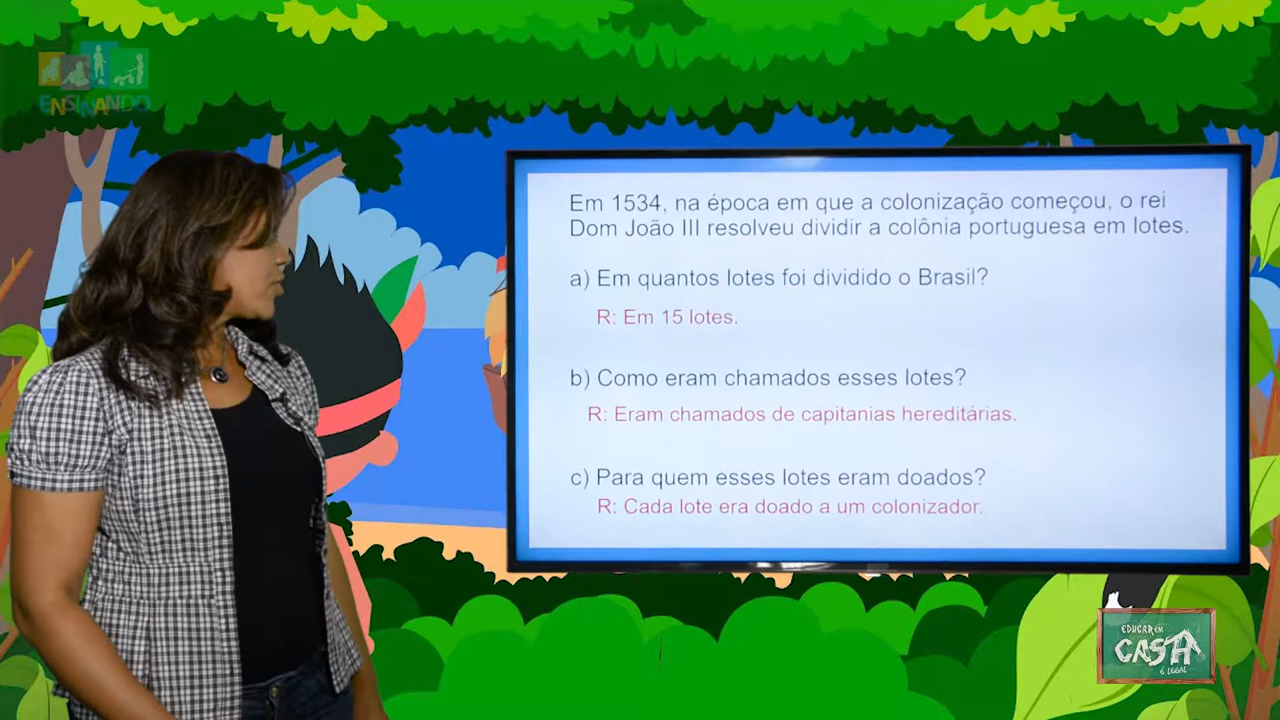 ENSINANDO
Em 1534, na época em que a colonização começou, o rei
Dom João III resolveu dividir a colônia portuguesa em lotes.
a) Em quantos lotes foi dividido o Brasil?
R: Em 15 lotes.
b) Como eram chamados esses lotes?
R: Eram chamados de capitanias hereditárias.
c) Para quem esses lotes eram doados?
R: Cada lote era doado a um colonizador.
EDUCAR EM
CASA
É LEGAL